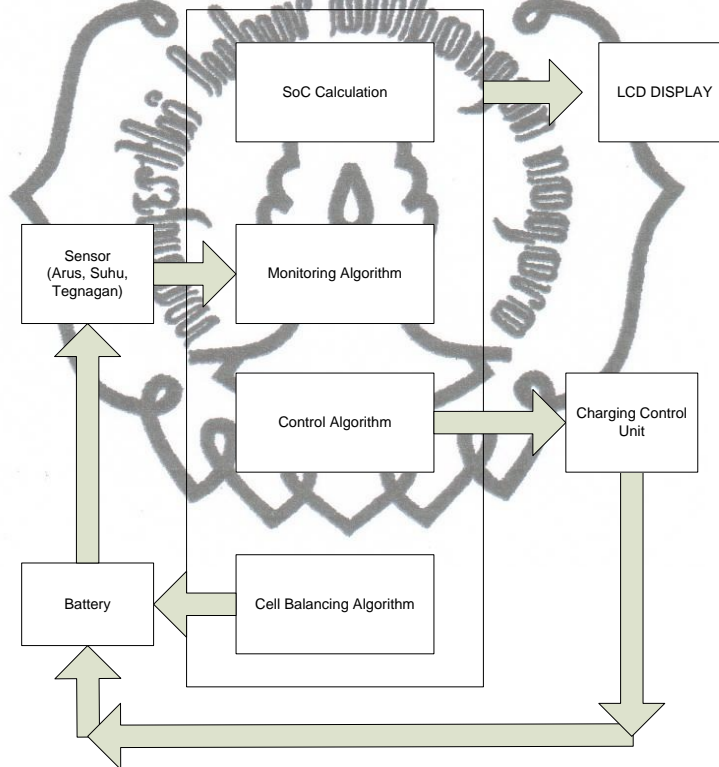 SoC Calculation
LCD DISPLAY
Sensor
(Arus, Suhu,
Tegnagan)
Monitoring Algorithm
Control Algorithm
Charging Control
Unit
Battery
Cell Balancing Algorithm